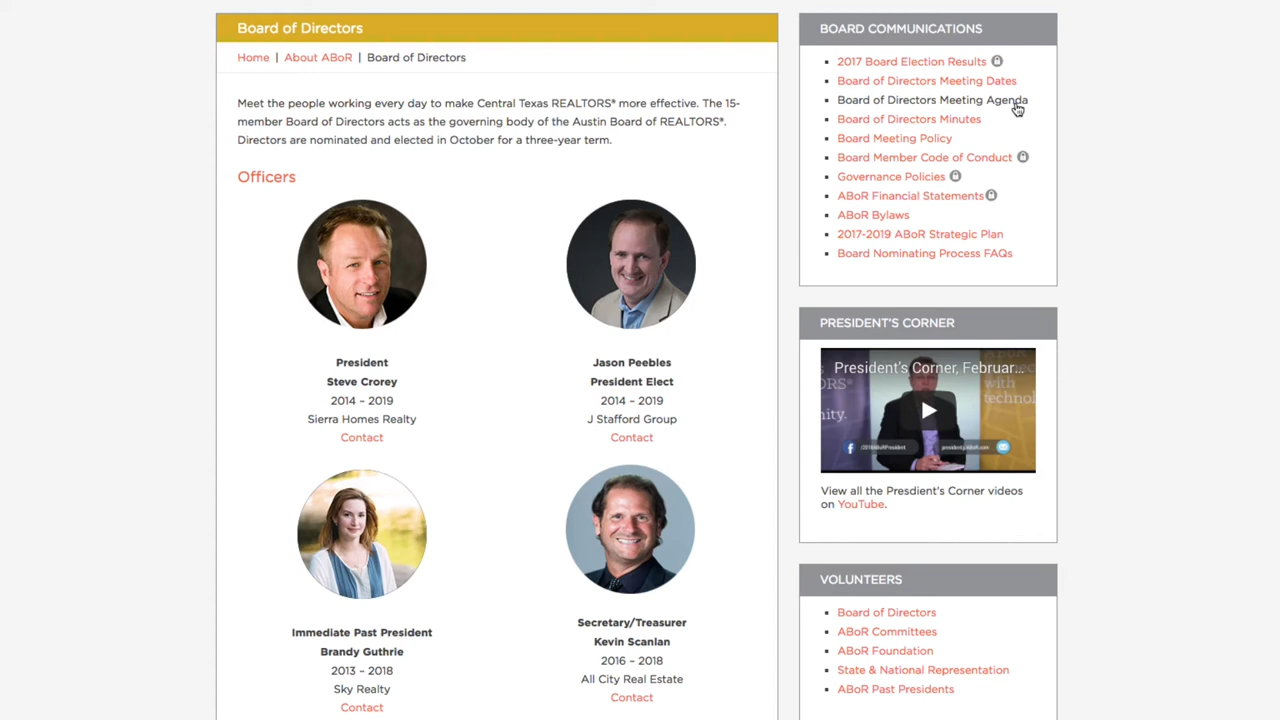 Board of Directors
Home | About ABoR | Board of Directors
Meet the people working every day to make Central Texas REALTORS® more effective. The 15-
member Board of Directors acts as the governing body of the Austin Board of REALTORS®.
Directors are nominated and elected in October for a three-year term.
Officers
President
Steve Crorey
2014 – 2019
Sierra Homes Realty
Contact
Jason Peebles
President Elect
2014 – 2019
J Stafford Group
Contact
Immediate Past President
Brandy Guthrie
2013 – 2018
Sky Realty
Contact
Secretary/Treasurer
Kevin Scanlan
2016 – 2018
All City Real Estate
Contact
BOARD COMMUNICATIONS
2017 Board Election Results
Board of Directors Meeting Dates
Board of Directors Meeting Agenda
Board of Directors Minutes
Board Meeting Policy
Board Member Code of Conduct
Governance Policies
ABoR Financial Statements
ABoR Bylaws
2017-2019 ABoR Strategic Plan
Board Nominating Process FAQs
PRESIDENT'S CORNER
President's Corner, Februar...
with
technolo
nity.
View all the Presdient's Corner videos
on YouTube.
VOLUNTEERS
Board of Directors
ABoR Committees
ABoR Foundation
State & National Representation
ABoR Past Presidents